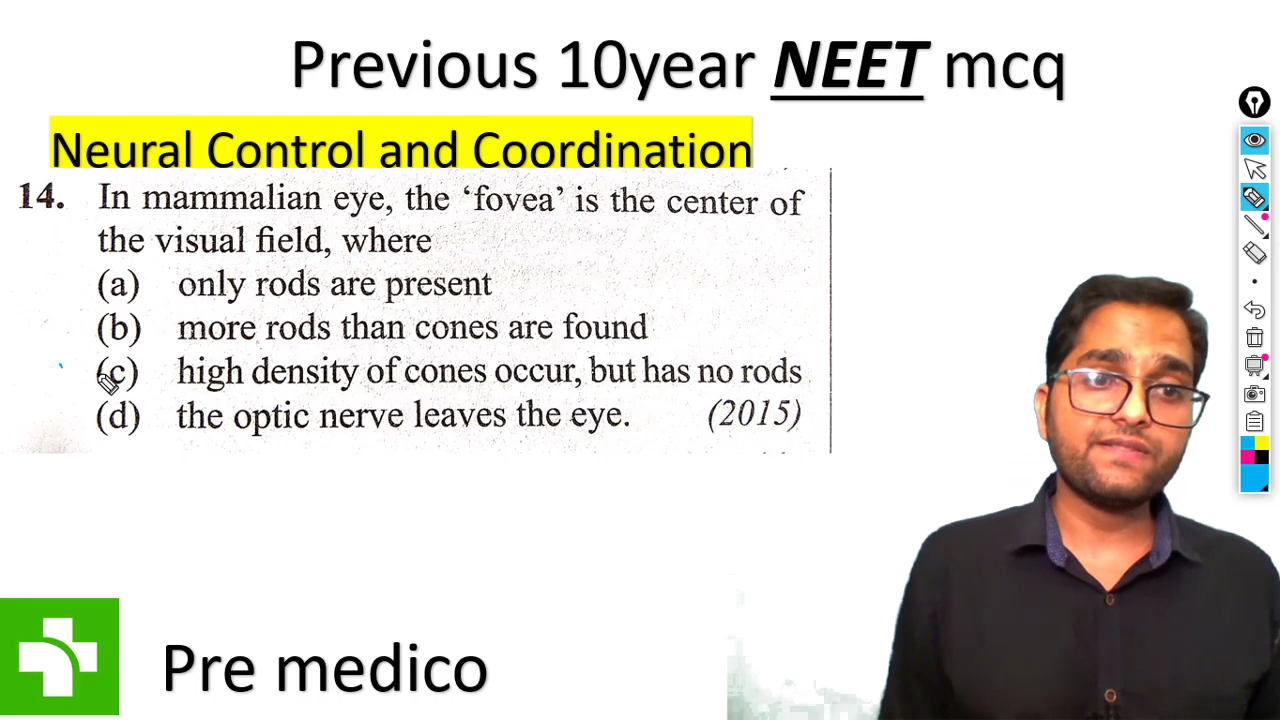 Previous 10year NEET mcq
Neural Control and Coordination
14. In mammalian eye, the ‘fovea’ is the center of
the visual field, where
(a) only rods are present
(b) more rods than cones are found
(c) high density of cones occur, but has no rods
(d) the optic nerve leaves the eye. (2015)
Pre medico